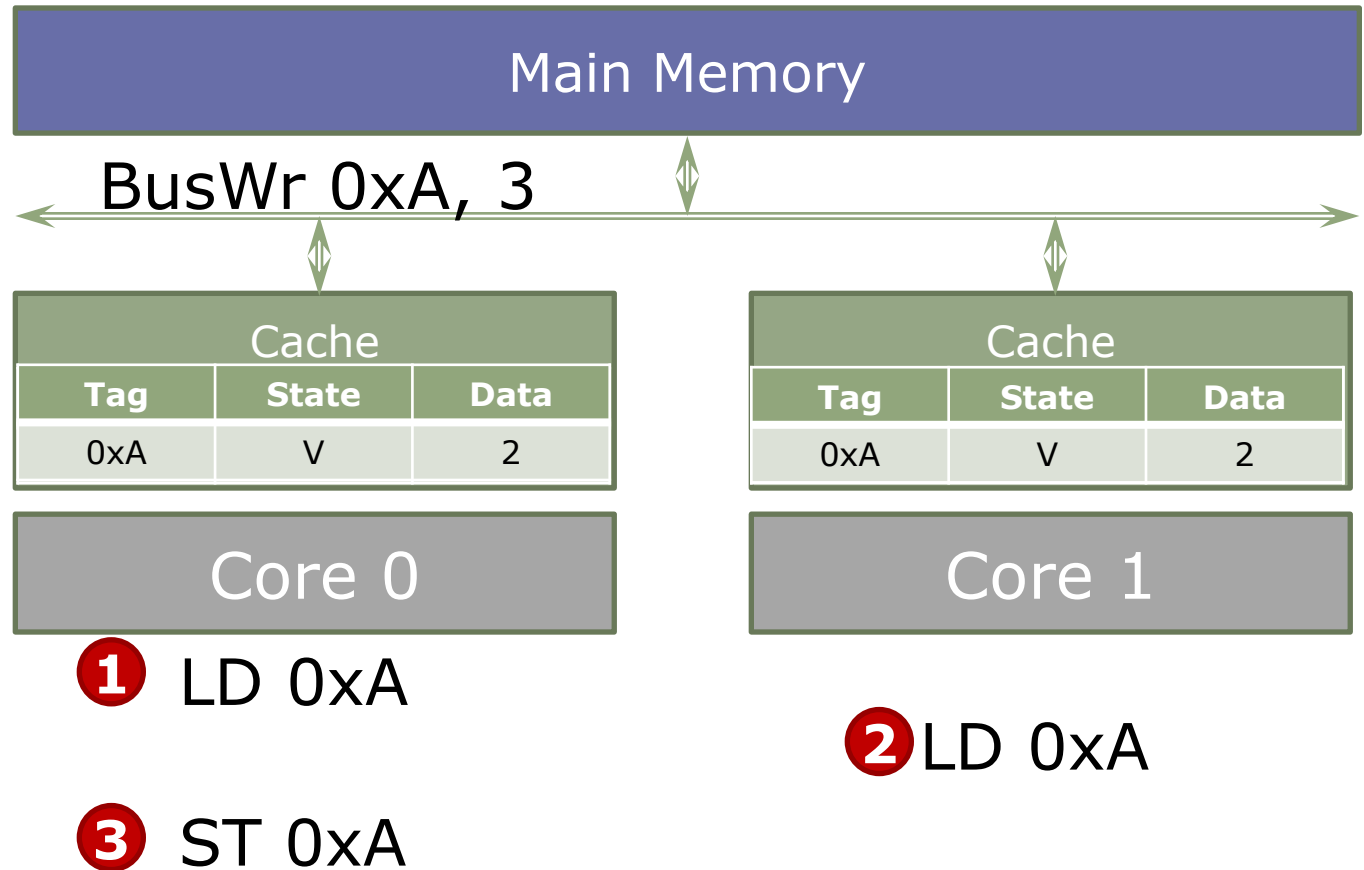 Main Memory
BusWr 0xA, 3
Cache
Tag State Data
0xA V 2
Cache
Tag State Data
0xA V 2
Core 0
Core 1
1 LD 0xA
2 LD 0xA
3 ST 0xA